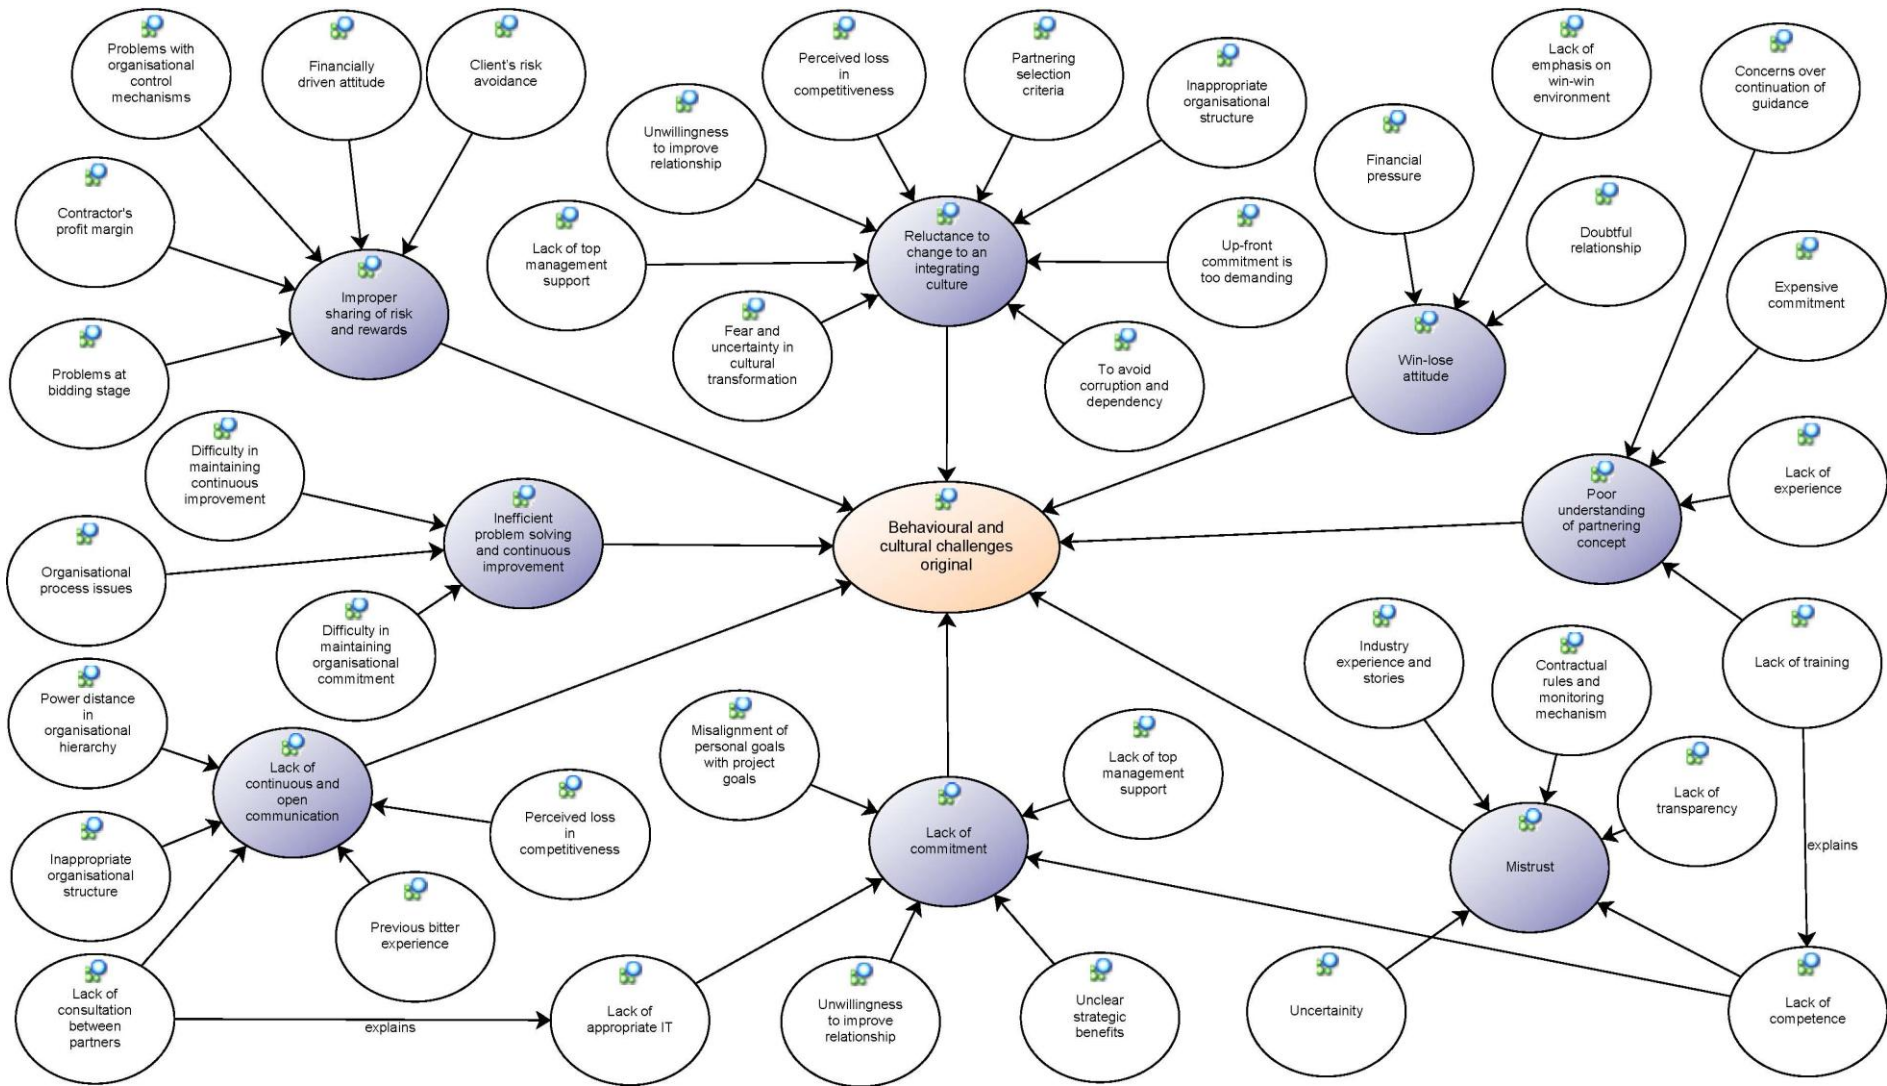 Problems with
organisational
control
mechanisms
Financially
driven attitude
Client's risk
avoidance
Perceived loss
in
competitiveness
Partnering
selection
criteria
Inappropriate
organisational
structure
Lack of
emphasis on
win-win
environment
Concerns over
continuation of
guidance
Unwillingness
to improve
relationship
Financial
pressure
Contractor's
profit margin
Lack of top
management
support
Reluctance to
change to an
integrating
culture
Up-front
commitment is
too demanding
Doubtful
relationship
Expensive
commitment
Improper
sharing of risk
and rewards
Fear and
uncertainty in
cultural
transformation
To avoid
corruption and
dependency
Win-lose
attitude
Problems at
bidding stage
Difficulty in
maintaining
continuous
improvement
Inefficient
problem solving
and continuous
improvement
Behavioural and
cultural challenges
original
Poor
understanding
of partnering
concept
Lack of
experience
Organisational
process issues
Difficulty in
maintaining
organisational
commitment
Industry
experience and
stories
Contractual
rules and
monitoring
mechanism
Lack of training
Power distance
in
organisational
hierarchy
Lack of
continuous and
open
communication
Misalignment of
personal goals
with project
goals
Lack of top
management
support
Lack of
transparency
Perceived loss
in
competitiveness
Lack of
commitment
Mistrust
explains
Inappropriate
organisational
structure
Previous bitter
experience
Lack of
consultation
between
partners
explains
Lack of
appropriate IT
Unwillingness
to improve
relationship
Unclear
strategic
benefits
Uncertainity
Lack of
competence